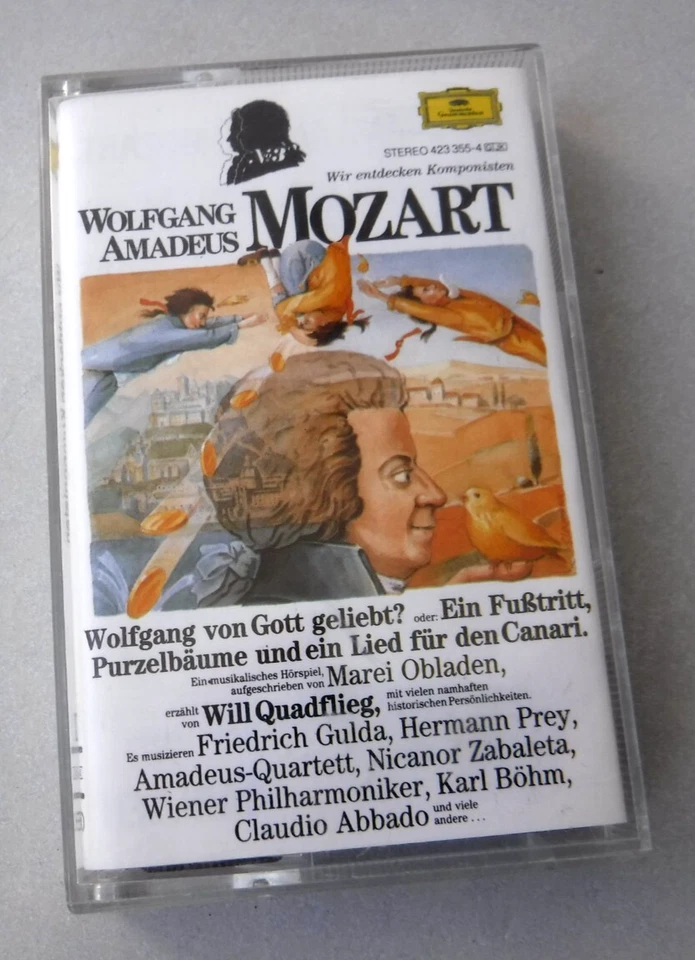 Deutsche
Grammophon
STEREO 423 355-4
Wir entdecken Komponisten
WOLFGANG
AMADEUS MOZART
Wolfgang von Gott geliebt? oder: Ein Fußtritt,
Purzelbäume und ein Lied für den Canari.
Ein musikalisches Hörspiel,
aufgeschrieben von Marei Obladen,
erzählt
von Will Quadflieg, mit vielen namhaften
historischen Persönlichkeiten.
Es musizieren Friedrich Gulda, Hermann Prey,
Amadeus-Quartett, Nicanor Zabaleta,
Wiener Philharmoniker, Karl Böhm,
Claudio Abbado und viele
andere . . .